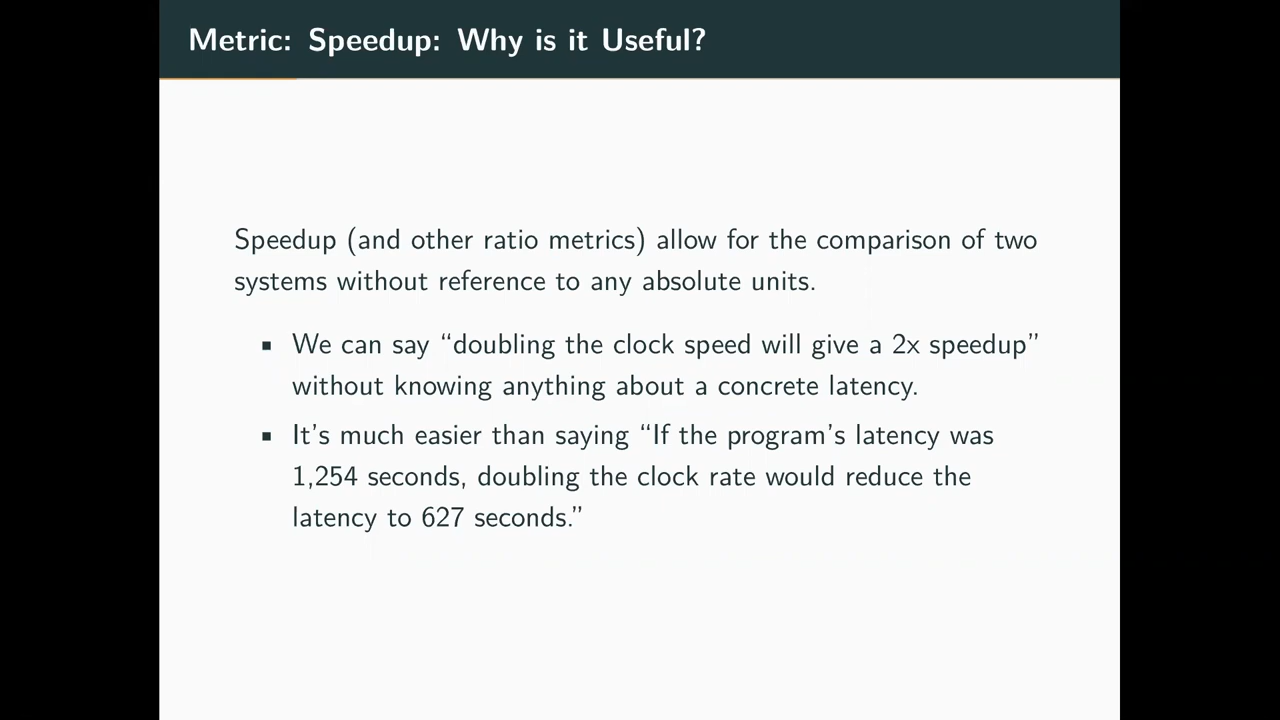 Metric: Speedup: Why is it Useful?
Speedup (and other ratio metrics) allow for the comparison of two
systems without reference to any absolute units.
▪ We can say “doubling the clock speed will give a 2x speedup”
without knowing anything about a concrete latency.
▪ It’s much easier than saying “If the program’s latency was
1,254 seconds, doubling the clock rate would reduce the
latency to 627 seconds.”